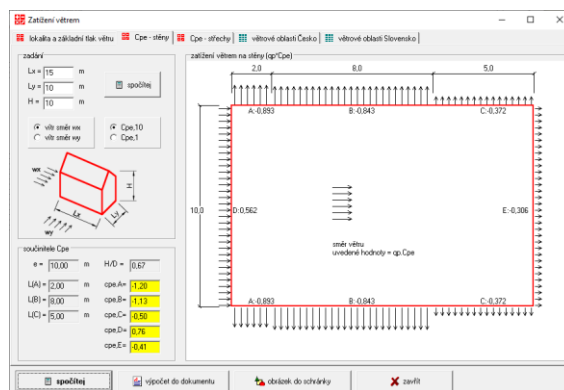 Zatížení větrem
lokalita a základní tlak větru
Cpe - stěny
Cpe - střechy
větrové oblasti Česko
větrové oblasti Slovensko
zadání
Lx = 15 m
Ly = 10 m
H = 10 m
spočítej
vítr směr wx
vítr směr wy
Cpe,10
Cpe,1
wx
H
Lx
Ly
wy
součinitele Cpe
e = 10,00 m H/D = 0,67
L(A) = 2,00 m cpe,A= -1,20
L(B) = 8,00 m cpe,B= -1,13
L(C) = 5,00 m cpe,C= -0,50
cpe,D= 0,76
cpe,E= -0,41
zatížení větrem na stěny (qp*Cpe)
2,0 8,0 5,0
A:-0,893 B:-0,843 C:-0,372
10,0 D:0,562 E:-0,306
směr větru
uvedené hodnoty = qp.Cpe
A:-0,893 B:-0,843 C:-0,372
spočítej
výpočet do dokumentu
obrázek do schránky
zavřít